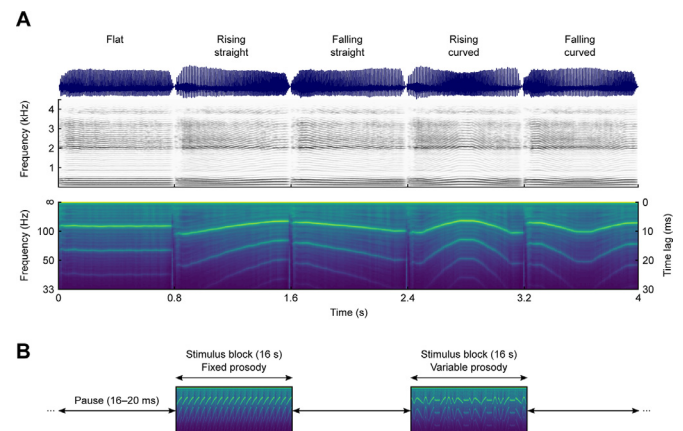 A
Flat
Rising
straight
Falling
straight
Rising
curved
Falling
curved
Frequency (kHz)
4
3
2
1
Frequency (Hz)
∞
100
50
33
0
10
20
30
Time lag (ms)
0
0.8
1.6
2.4
3.2
4
Time (s)
B
Stimulus block (16 s)
Fixed prosody
Stimulus block (16 s)
Variable prosody
... Pause (16–20 ms) ...